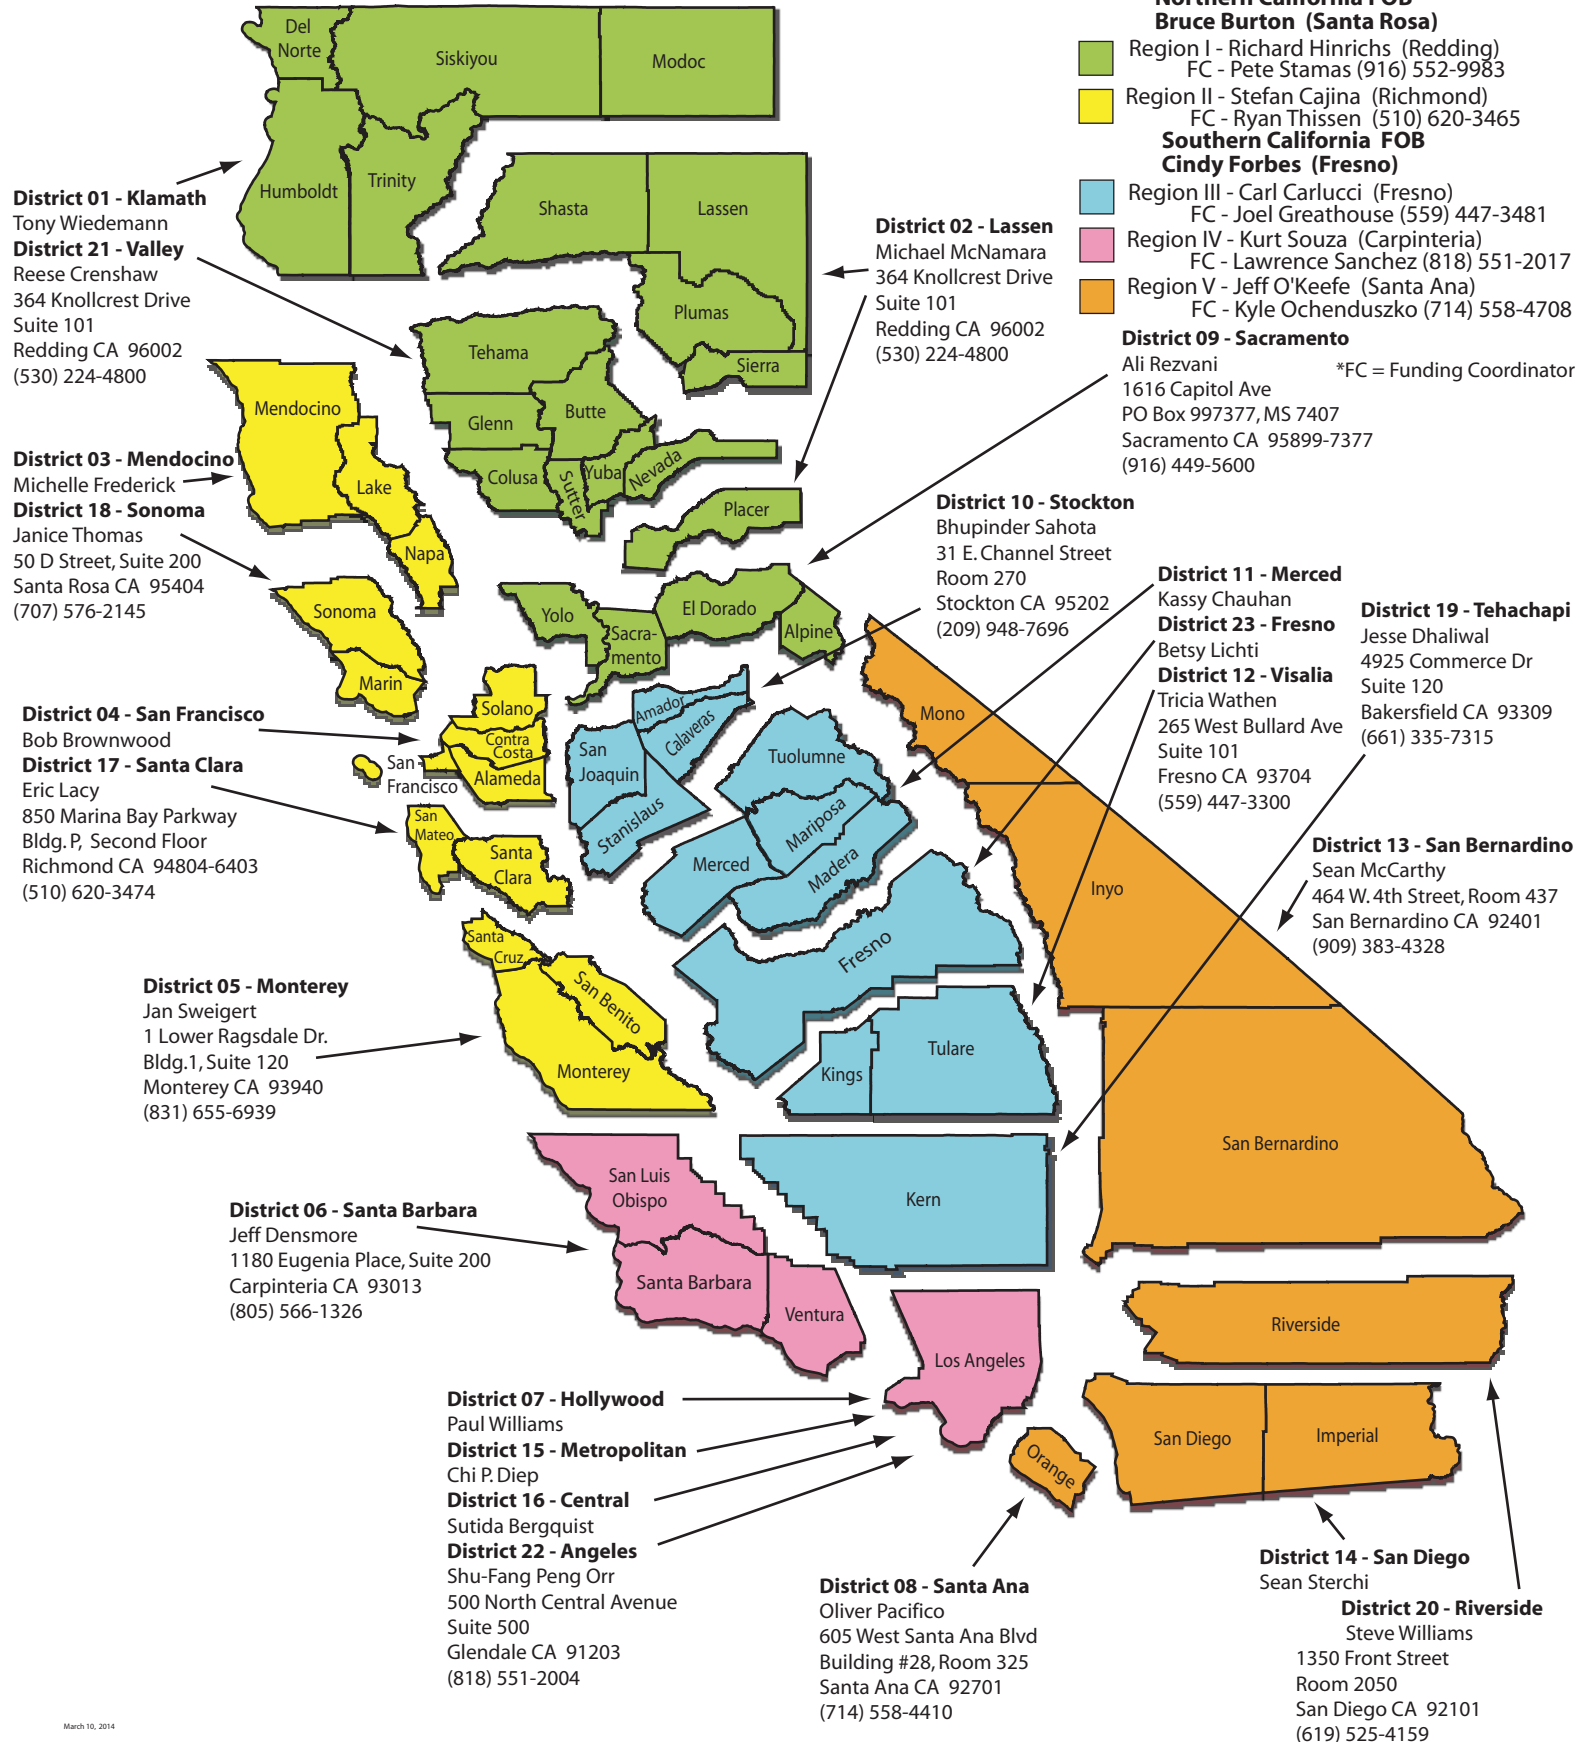 Northern California FOB
Bruce Burton (Santa Rosa)
Region I - Richard Hinrichs (Redding)
FC - Pete Stamas (916) 552-9983
Region II - Stefan Cajina (Richmond)
FC - Ryan Thissen (510) 620-3465
Southern California FOB
Cindy Forbes (Fresno)
Region III - Carl Carlucci (Fresno)
FC - Joel Greathouse (559) 447-3481
Region IV - Kurt Souza (Carpinteria)
FC - Lawrence Sanchez (818) 551-2017
Region V - Jeff O'Keefe (Santa Ana)
FC - Kyle Ochenduszko (714) 558-4708
*FC = Funding Coordinator
Del
Norte
Siskiyou
Modoc
Humboldt
Trinity
Shasta
Lassen
Plumas
Sierra
District 01 - Klamath
Tony Wiedemann
District 21 - Valley
Reese Crenshaw
364 Knollcrest Drive
Suite 101
Redding CA 96002
(530) 224-4800
District 02 - Lassen
Michael McNamara
364 Knollcrest Drive
Suite 101
Redding CA 96002
(530) 224-4800
District 09 - Sacramento
Ali Rezvani
1616 Capitol Ave
PO Box 997377, MS 7407
Sacramento CA 95899-7377
(916) 449-5600
Tehama
Glenn
Butte
Colusa
Sutter
Yuba
Nevada
Placer
Mendocino
Lake
Napa
District 03 - Mendocino
Michelle Frederick
District 18 - Sonoma
Janice Thomas
50 D Street, Suite 200
Santa Rosa CA 95404
(707) 576-2145
Sonoma
Marin
Yolo
Sacra-
mento
El Dorado
Alpine
District 10 - Stockton
Bhupinder Sahota
31 E. Channel Street
Room 270
Stockton CA 95202
(209) 948-7696
District 11 - Merced
Kassy Chauhan
District 23 - Fresno
Betsy Lichti
District 12 - Visalia
Tricia Wathen
265 West Bullard Ave
Suite 101
Fresno CA 93704
(559) 447-3300
District 19 - Tehachapi
Jesse Dhaliwal
4925 Commerce Dr
Suite 120
Bakersfield CA 93309
(661) 335-7315
District 13 - San Bernardino
Sean McCarthy
464 W. 4th Street, Room 437
San Bernardino CA 92401
(909) 383-4328
District 04 - San Francisco
Bob Brownwood
District 17 - Santa Clara
Eric Lacy
850 Marina Bay Parkway
Bldg. P, Second Floor
Richmond CA 94804-6403
(510) 620-3474
Solano
Contra
Costa
San
Francisco
Alameda
San
Mateo
Santa
Clara
Amador
Calaveras
San
Joaquin
Stanislaus
Tuolumne
Mariposa
Merced
Madera
Mono
Inyo
Fresno
Santa
Cruz
San Benito
Monterey
Kings
Tulare
District 05 - Monterey
Jan Sweigert
1 Lower Ragsdale Dr.
Bldg.1, Suite 120
Monterey CA 93940
(831) 655-6939
San Bernardino
San Luis
Obispo
Kern
Santa Barbara
Ventura
District 06 - Santa Barbara
Jeff Densmore
1180 Eugenia Place, Suite 200
Carpinteria CA 93013
(805) 566-1326
Los Angeles
Riverside
San Diego
Imperial
Orange
District 07 - Hollywood
Paul Williams
District 15 - Metropolitan
Chi P. Diep
District 16 - Central
Sutida Bergquist
District 22 - Angeles
Shu-Fang Peng Orr
500 North Central Avenue
Suite 500
Glendale CA 91203
(818) 551-2004
District 08 - Santa Ana
Oliver Pacifico
605 West Santa Ana Blvd
Building #28, Room 325
Santa Ana CA 92701
(714) 558-4410
District 14 - San Diego
Sean Sterchi
District 20 - Riverside
Steve Williams
1350 Front Street
Room 2050
San Diego CA 92101
(619) 525-4159
March 10, 2014